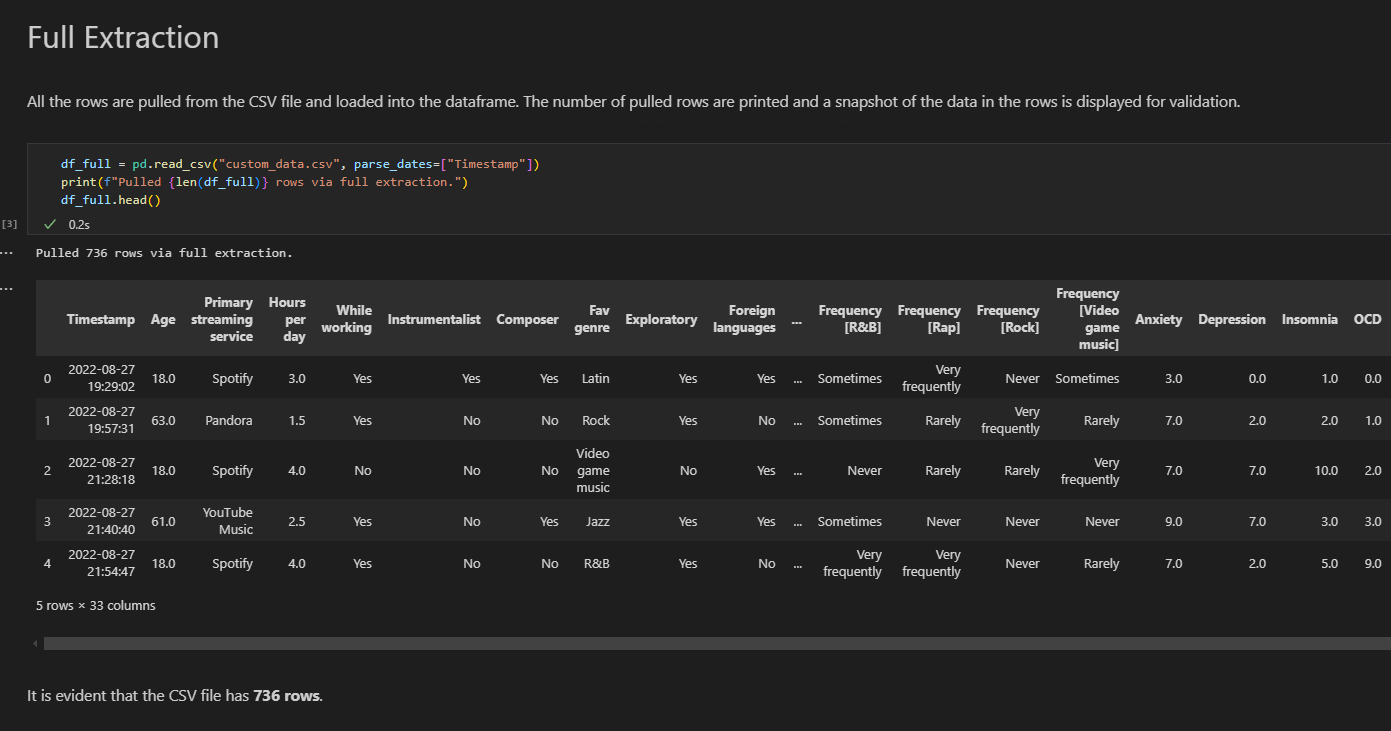 Full Extraction
All the rows are pulled from the CSV file and loaded into the dataframe. The number of pulled rows are printed and a snapshot of the data in the rows is displayed for validation.
df_full = pd.read_csv("custom_data.csv", parse_dates=["Timestamp"])
print(f"Pulled {len(df_full)} rows via full extraction.")
df_full.head()
[3] ✓ 0.2s
... Pulled 736 rows via full extraction.
...
Timestamp Age Primary streaming service Hours per day While working Instrumentalist Composer Fav genre Exploratory Foreign languages ... Frequency [R&B] Frequency [Rap] Frequency [Rock] Frequency [Video game music] Anxiety Depression Insomnia OCD
0 2022-08-27 19:29:02 18.0 Spotify 3.0 Yes Yes Yes Latin Yes Yes ... Sometimes Very frequently Never Sometimes 3.0 0.0 1.0 0.0
1 2022-08-27 19:57:31 63.0 Pandora 1.5 Yes No No Rock Yes No ... Sometimes Rarely Very frequently Rarely 7.0 2.0 2.0 1.0
2 2022-08-27 21:28:18 18.0 Spotify 4.0 No No No Video game music No Yes ... Never Rarely Rarely Very frequently 7.0 7.0 10.0 2.0
3 2022-08-27 21:40:40 61.0 YouTube Music 2.5 Yes No Yes Jazz Yes Yes ... Sometimes Never Never Never 9.0 7.0 3.0 3.0
4 2022-08-27 21:54:47 18.0 Spotify 4.0 Yes No No R&B Yes No ... Very frequently Very frequently Never Rarely 7.0 2.0 5.0 9.0
5 rows × 33 columns
It is evident that the CSV file has 736 rows.